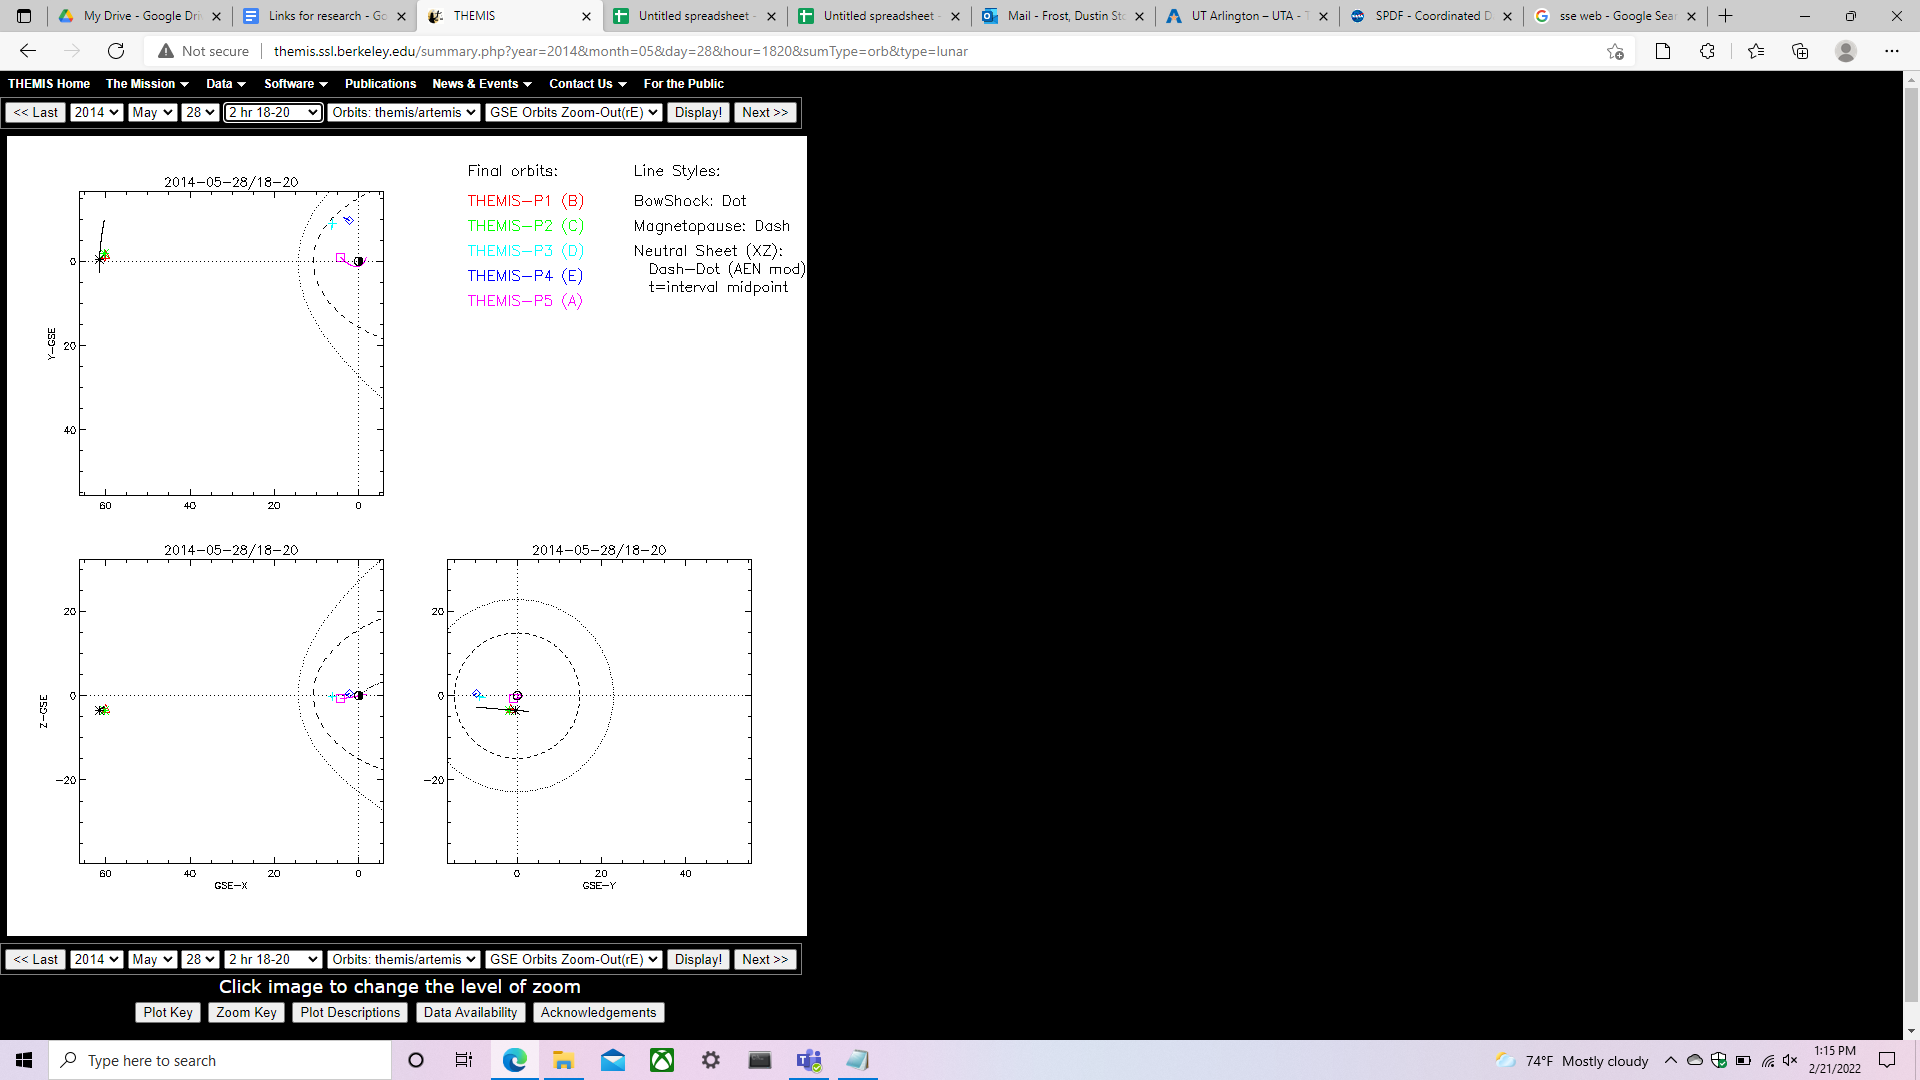 My Drive - Google Dri
Links for research - Go
THEMIS
Untitled spreadsheet -
Untitled spreadsheet -
Mail - Frost, Dustin Sto
UT Arlington – UTA - T
SPDF - Coordinated D
sse web - Google Sear
Not secure
themis.ssl.berkeley.edu/summary.php?year=2014&month=05&day=28&hour=1820&sumType=orb&type=lunar
THEMIS Home The Mission Data Software Publications News & Events Contact Us For the Public
<< Last 2014 May 28 2 hr 18-20 Orbits: themis/artemis GSE Orbits Zoom-Out(rE) Display! Next >>
2014-05-28/18-20
Y-GSE
0
20
40
60 40 20 0
Final orbits:
THEMIS-P1 (B)
THEMIS-P2 (C)
THEMIS-P3 (D)
THEMIS-P4 (E)
THEMIS-P5 (A)
Line Styles:
BowShock: Dot
Magnetopause: Dash
Neutral Sheet (XZ):
Dash-Dot (AEN mod)
t=interval midpoint
2014-05-28/18-20
Z-GSE
20
0
-20
60 40 20 0
GSE-X
2014-05-28/18-20
20
0
-20
0 20 40
GSE-Y
<< Last 2014 May 28 2 hr 18-20 Orbits: themis/artemis GSE Orbits Zoom-Out(rE) Display! Next >>
Click image to change the level of zoom
Plot Key Zoom Key Plot Descriptions Data Availability Acknowledgements
Type here to search
74°F Mostly cloudy
1:15 PM
2/21/2022